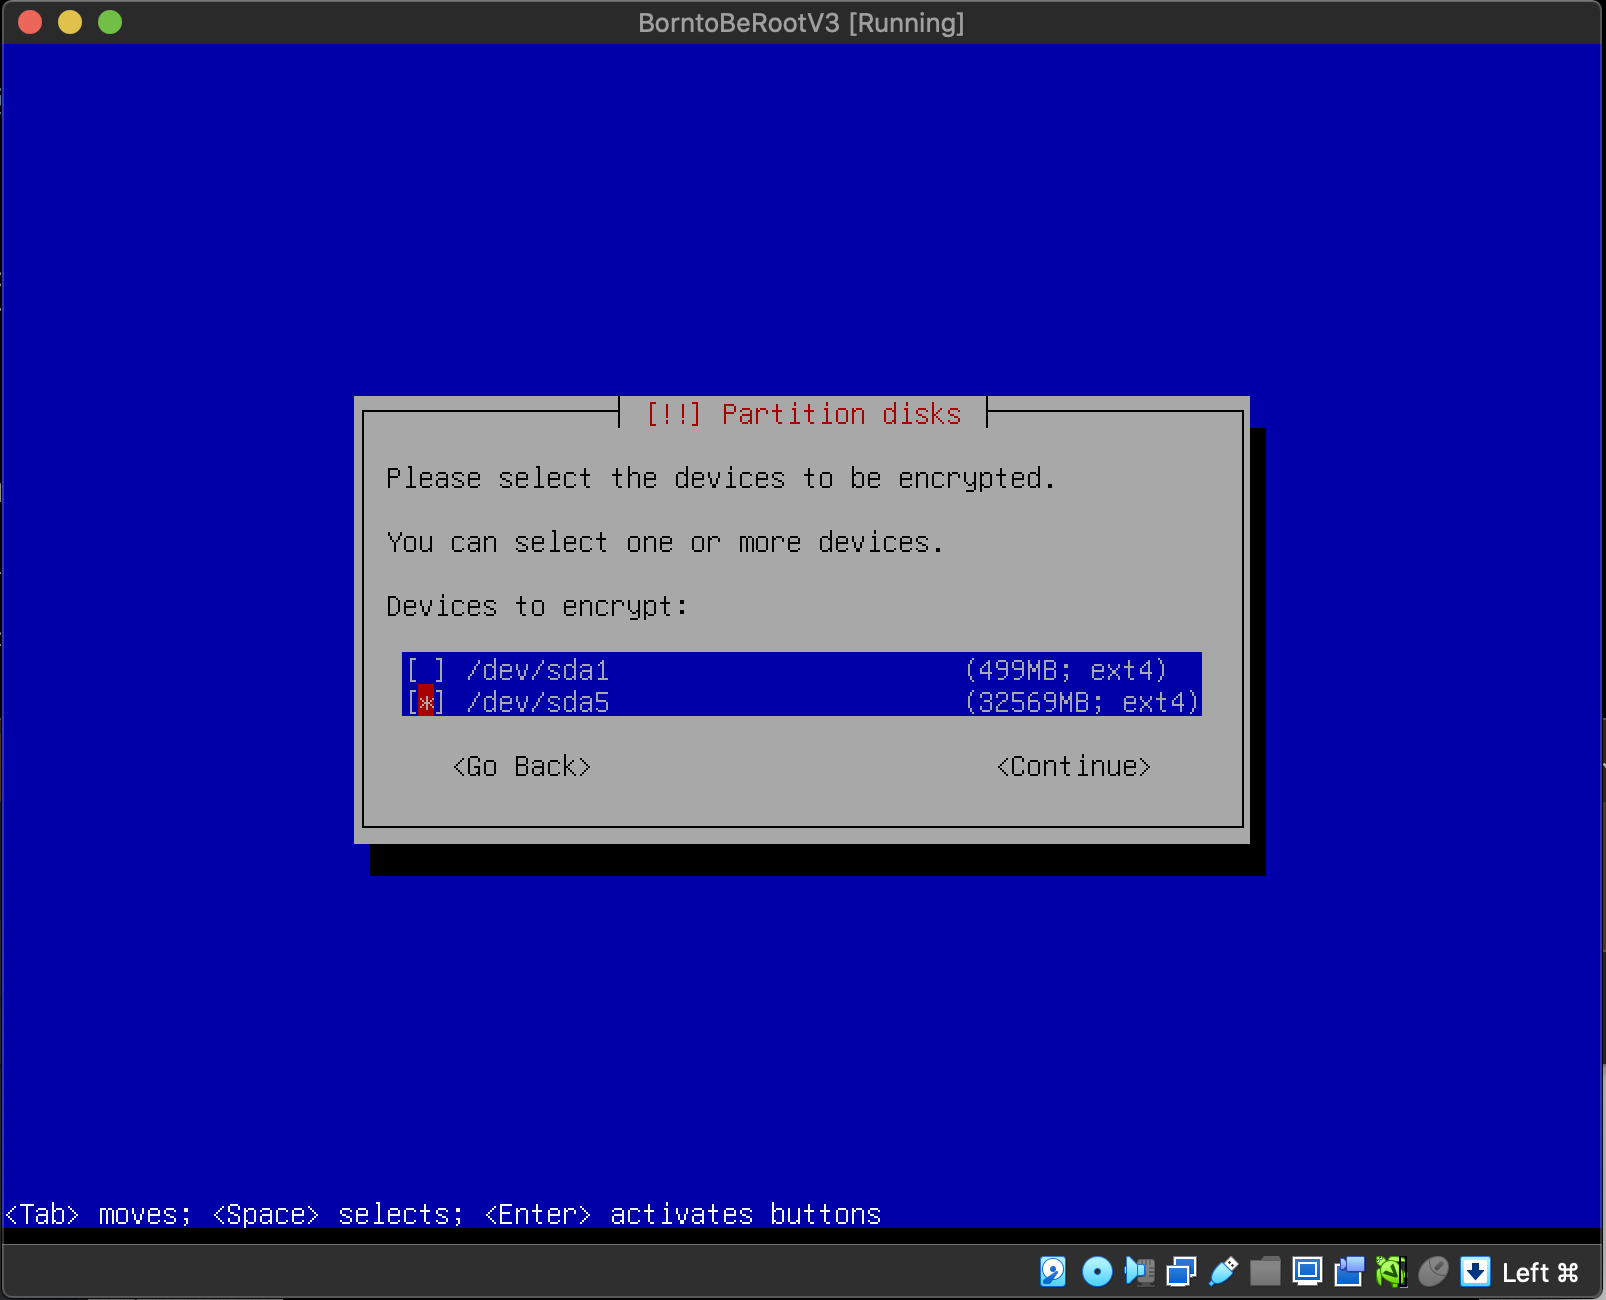 BorntoBeRootV3 [Running]
[!!] Partition disks
Please select the devices to be encrypted.
You can select one or more devices.
Devices to encrypt:
[ ] /dev/sda1 (499MB; ext4)
[*] /dev/sda5 (32569MB; ext4)
<Go Back> <Continue>
<Tab> moves; <Space> selects; <Enter> activates buttons
Left ⌘